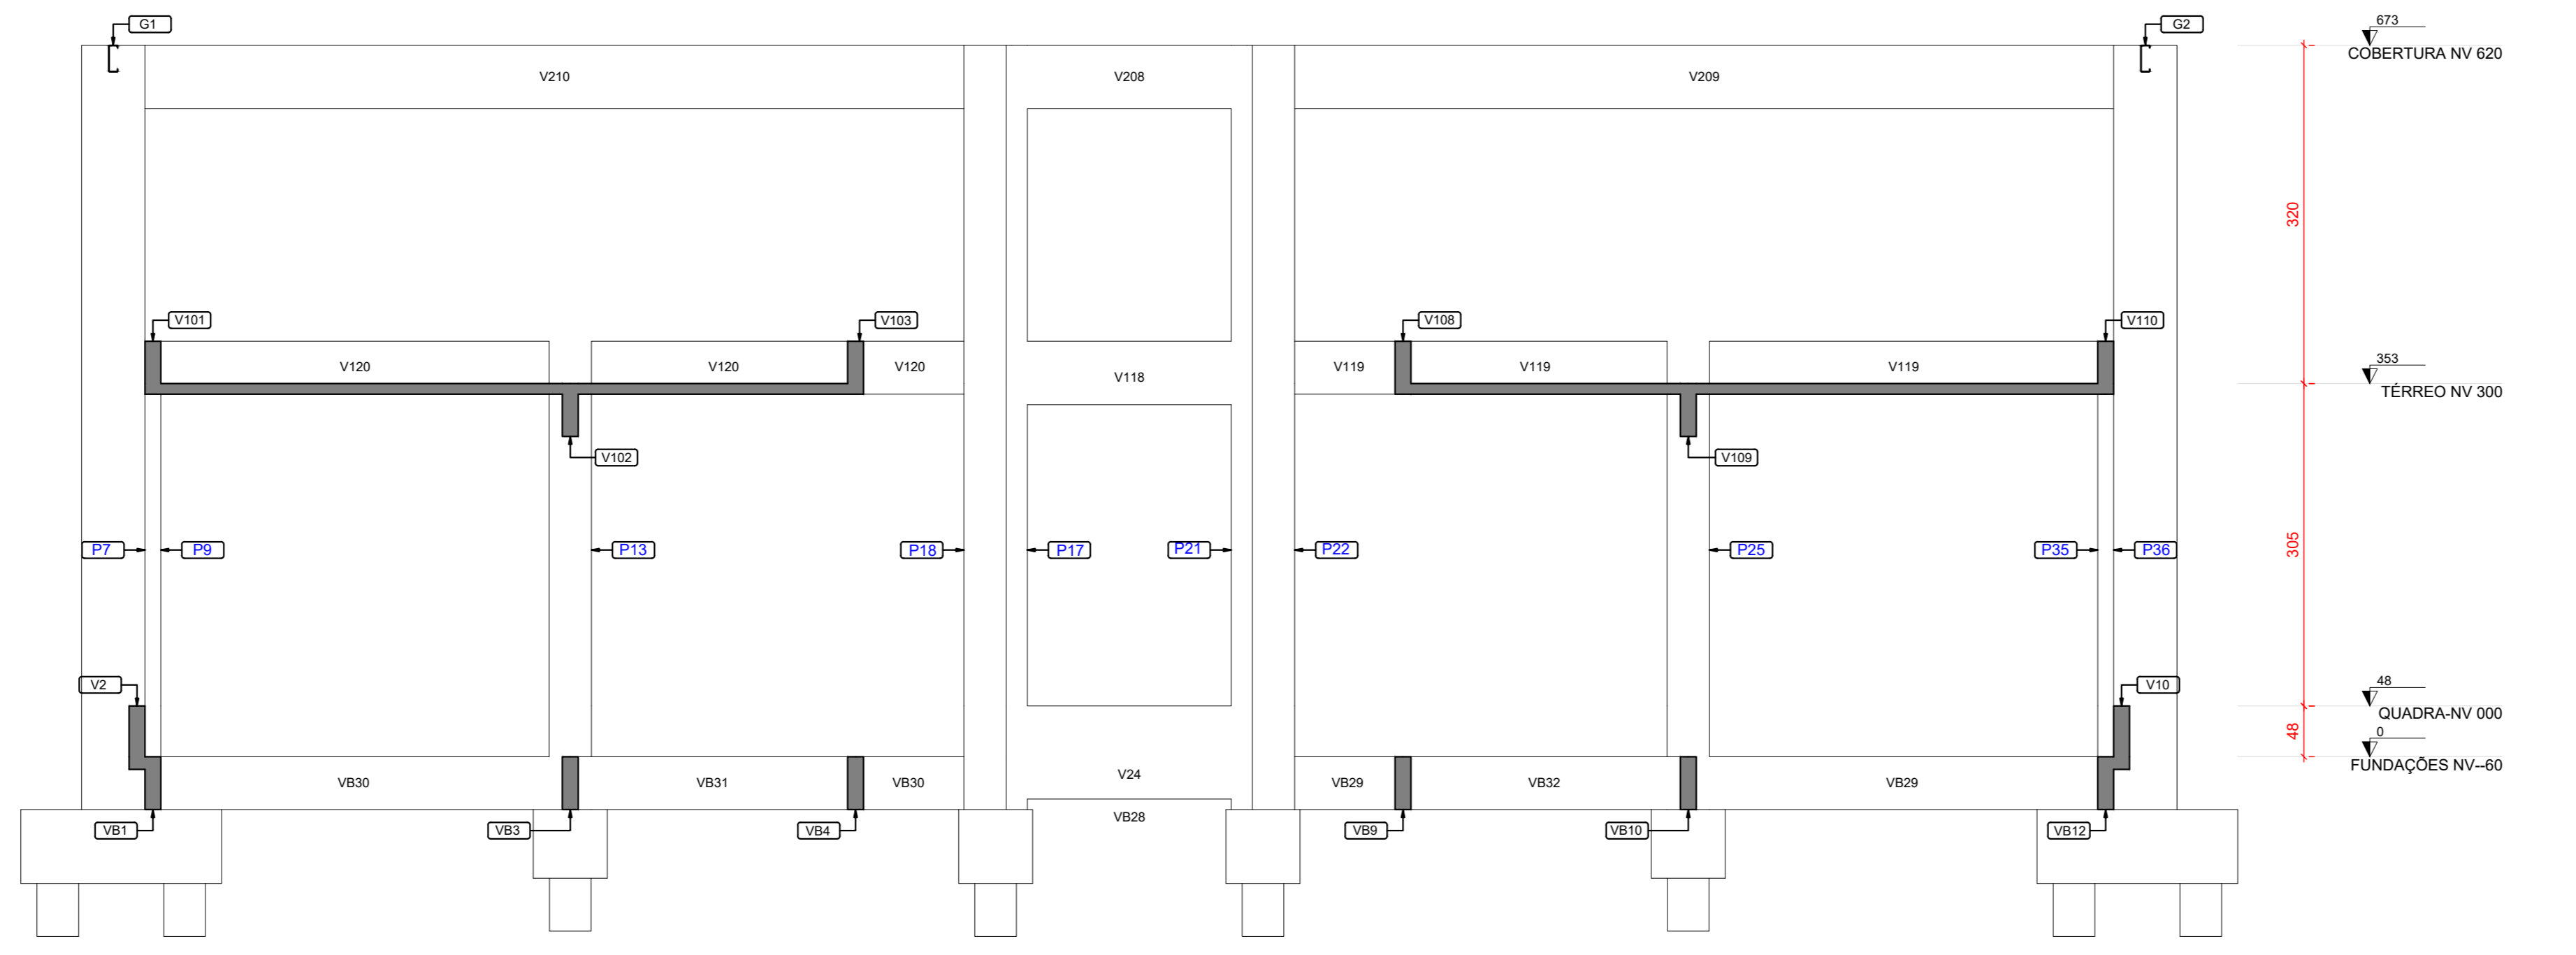 G1
G2
673
COBERTURA NV 620
V210
V208
V209
320
V101
V103
V108
V110
353
TÉRREO NV 300
V120
V120
V120
V118
V119
V119
V119
V102
V109
P7
P9
P13
P18
P17
P21
P22
P25
P35
P36
305
V2
V10
48
QUADRA-NV 000
48
0
FUNDAÇÕES NV--60
VB30
VB31
VB30
V24
VB29
VB32
VB29
VB28
VB1
VB3
VB4
VB9
VB10
VB12